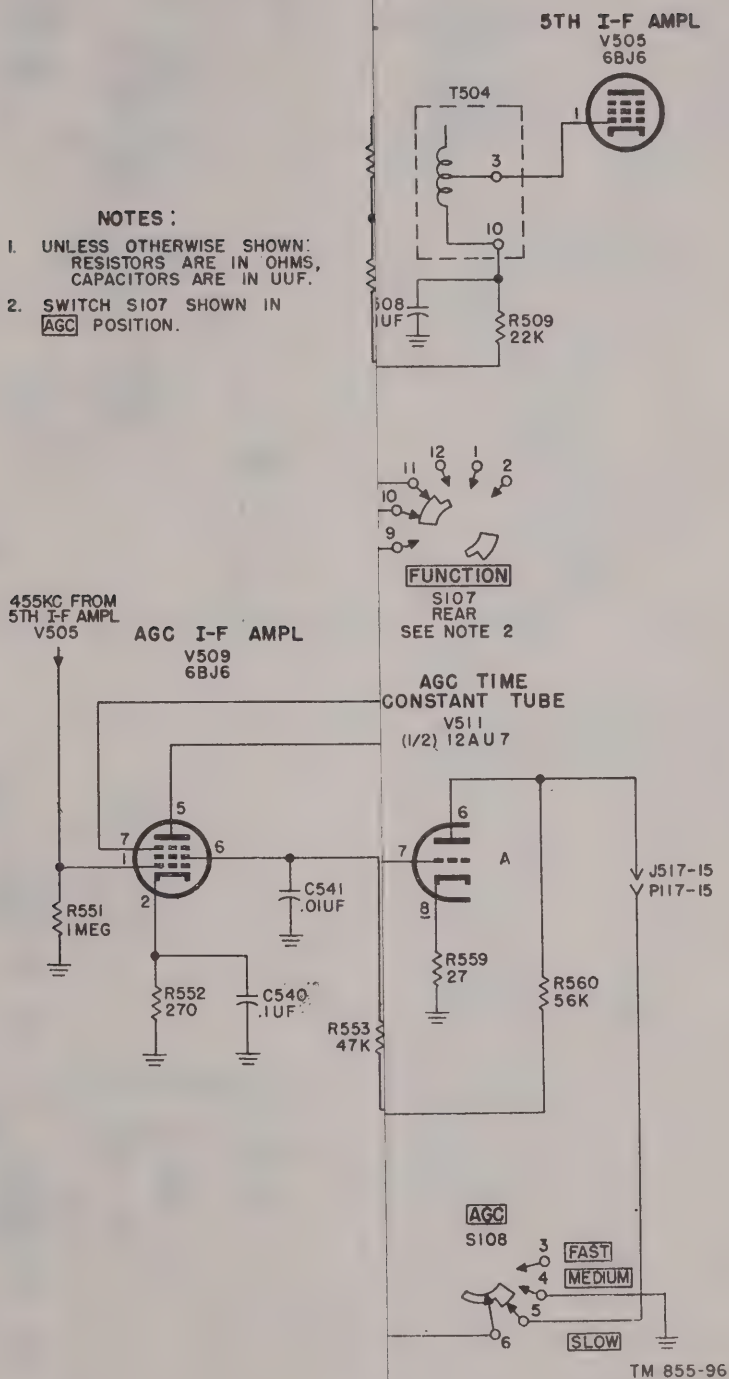 5TH I-F AMPL
V505
6BJ6
T504
1
3
10
NOTES:
1. UNLESS OTHERWISE SHOWN:
RESISTORS ARE IN OHMS,
CAPACITORS ARE IN UUF.
2. SWITCH S107 SHOWN IN
AGC POSITION.
508
1UF
R509
22K
12
1
2
11
10
9
FUNCTION
S107
REAR
SEE NOTE 2
455KC FROM
5TH I-F AMPL
V505
AGC I-F AMPL
V509
6BJ6
AGC TIME
CONSTANT TUBE
V511
(1/2) 12AU7
5
7
1
6
2
R551
1MEG
C541
.01UF
R552
270
C540
.1UF
R553
47K
6
7
A
8
R559
27
R560
56K
J517-15
P117-15
AGC
S108
3
FAST
4
MEDIUM
5
6
SLOW
TM 855-96